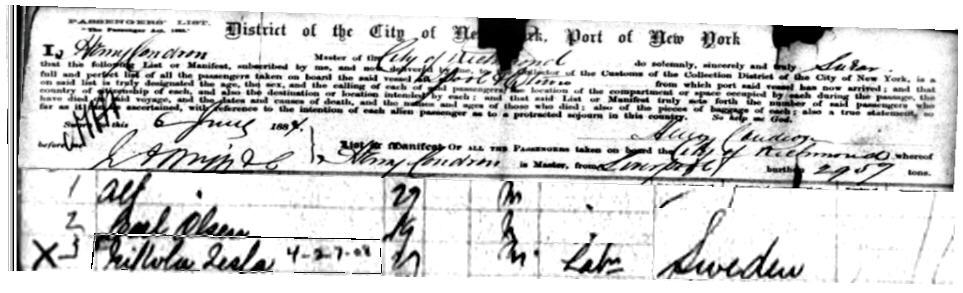 PASSENGERS' LIST.
"The Passenger Act, 1882."
District of the City of New York, Port of New York
I, Henry Condron Master of the City of Richmond do solemnly, sincerely and truly Swear
that the following List or Manifest, subscribed by me, and now delivered by me, to the Collector of the Customs of the Collection District of the City of New York, is a
full and perfect list of all the passengers taken on board the said vessel at from which port said vessel has now arrived; and that
on said list is truly designated the age, the sex, and the calling of each of said passengers, the location of the compartment or space occupied by each during the passage, the
country of citizenship of each, and also the destination or location intended by each; and that said List or Manifest truly sets forth the number of said passengers who
have died on said voyage, and the dates and causes of death, and the names and ages of those who died; also of the pieces of baggage of each; also a true statement, so
far as it can be ascertained, with reference to the intention of each alien passenger as to a protracted sojourn in this country. So help me God.
Sworn to this 6 June 1884. Henry Condron
before
List or Manifest OF ALL THE PASSENGERS taken on board the City of Richmond whereof
Henry Condron is Master, from Liverpool burthen 2957 tons.
1 Alf 29 m
2 Olsen
X 3 Nikola Tesla 4-27-08 m Labr Sweden